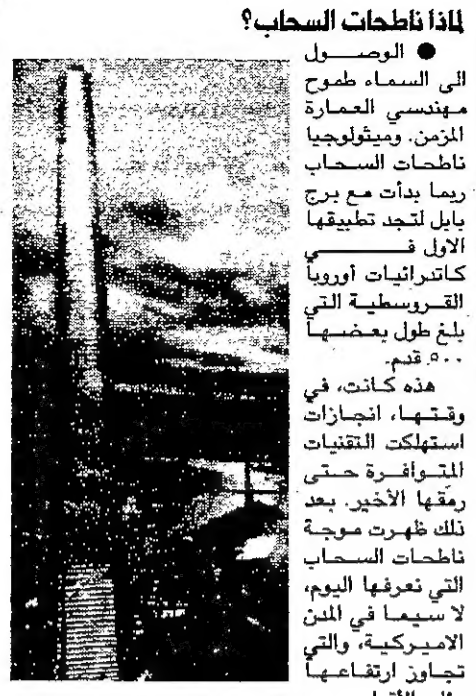 لماذا ناطحات السحاب؟
● الوصول
الى السماء طموح
مهندسي العمارة
المزمن. وميثولوجيا
ناطحات السحاب
ربما بدأت مع برج
بابل لتجد تطبيقها
الاول في
كاتدرائيات أوروبا
القروسطية التي
بلغ طول بعضها
٥٠٠ قدم.
هذه كانت، في
وقتها، انجازات
استهلكت التقنيات
المتوافرة حتى
رمقها الأخير. بعد
ذلك ظهرت موجة
ناطحات السحاب
التي نعرفها اليوم،
لا سيما في المدن
الاميركية، والتي
تجاوز ارتفاعها